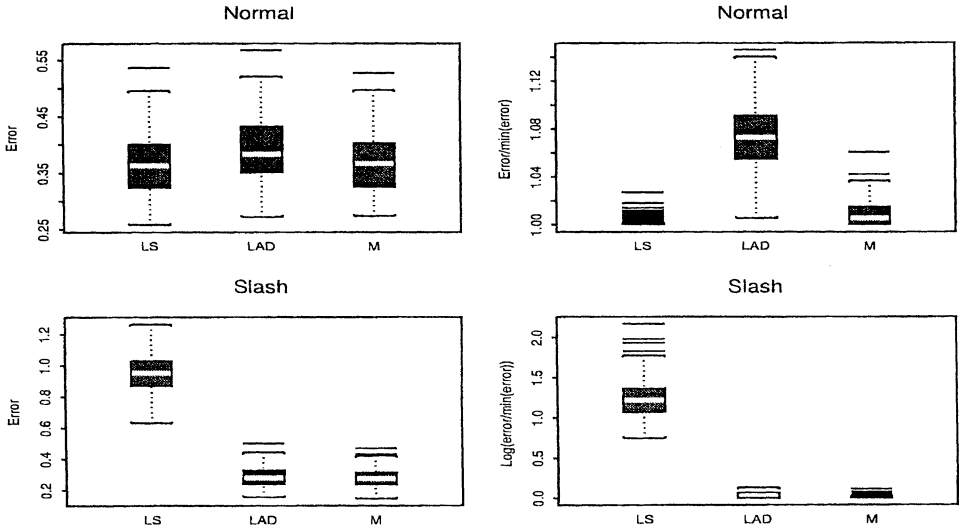 Normal
Error
0.55
0.45
0.35
0.25
LS LAD M
Normal
Error/min(error)
1.12
1.08
1.04
1.00
LS LAD M
Slash
Error
1.2
1.0
0.8
0.6
0.4
0.2
LS LAD M
Slash
Log(error/min(error))
2.0
1.5
1.0
0.5
0.0
LS LAD M